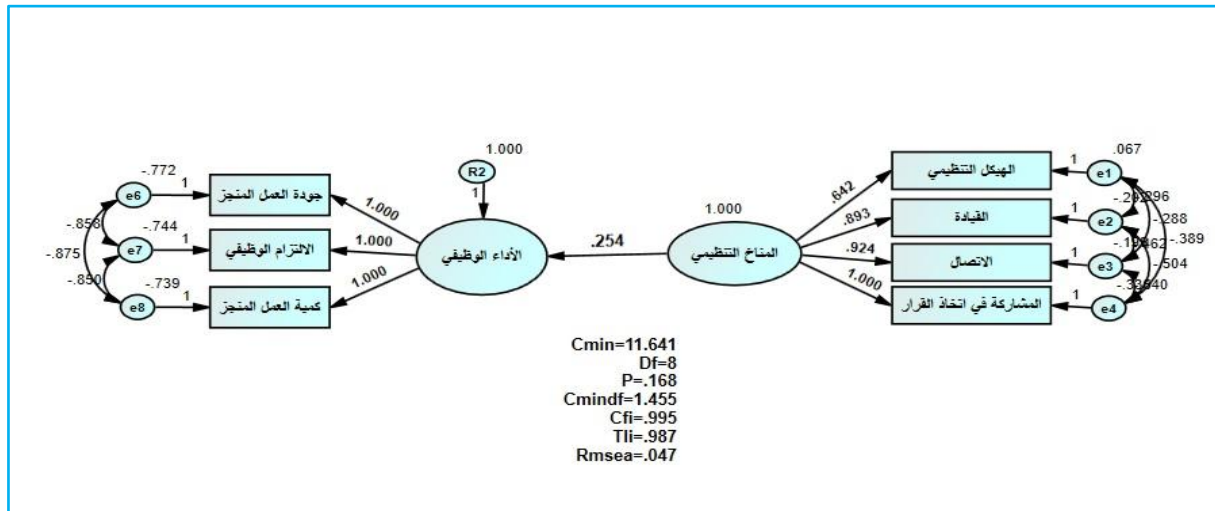 1.000
R2
1
-.772
1
e6
جودة العمل المنجز
1.000
-.858
-.744
1
e7
الالتزام الوظيفي
1.000
-.875
-.850
-.739
1
e8
كمية العمل المنجز
1.000
الأداء الوظيفي
.254
1.000
المناخ التنظيمي
.642
الهيكل التنظيمي
1
.067
e1
.893
القيادة
1
e2
-.288
-.389
.924
الاتصال
1
e3
.504
1.000
المشاركة في اتخاذ القرار
1
e4
Cmin=11.641
Df=8
P=.168
Cmindf=1.455
Cfi=.995
Tli=.987
Rmsea=.047